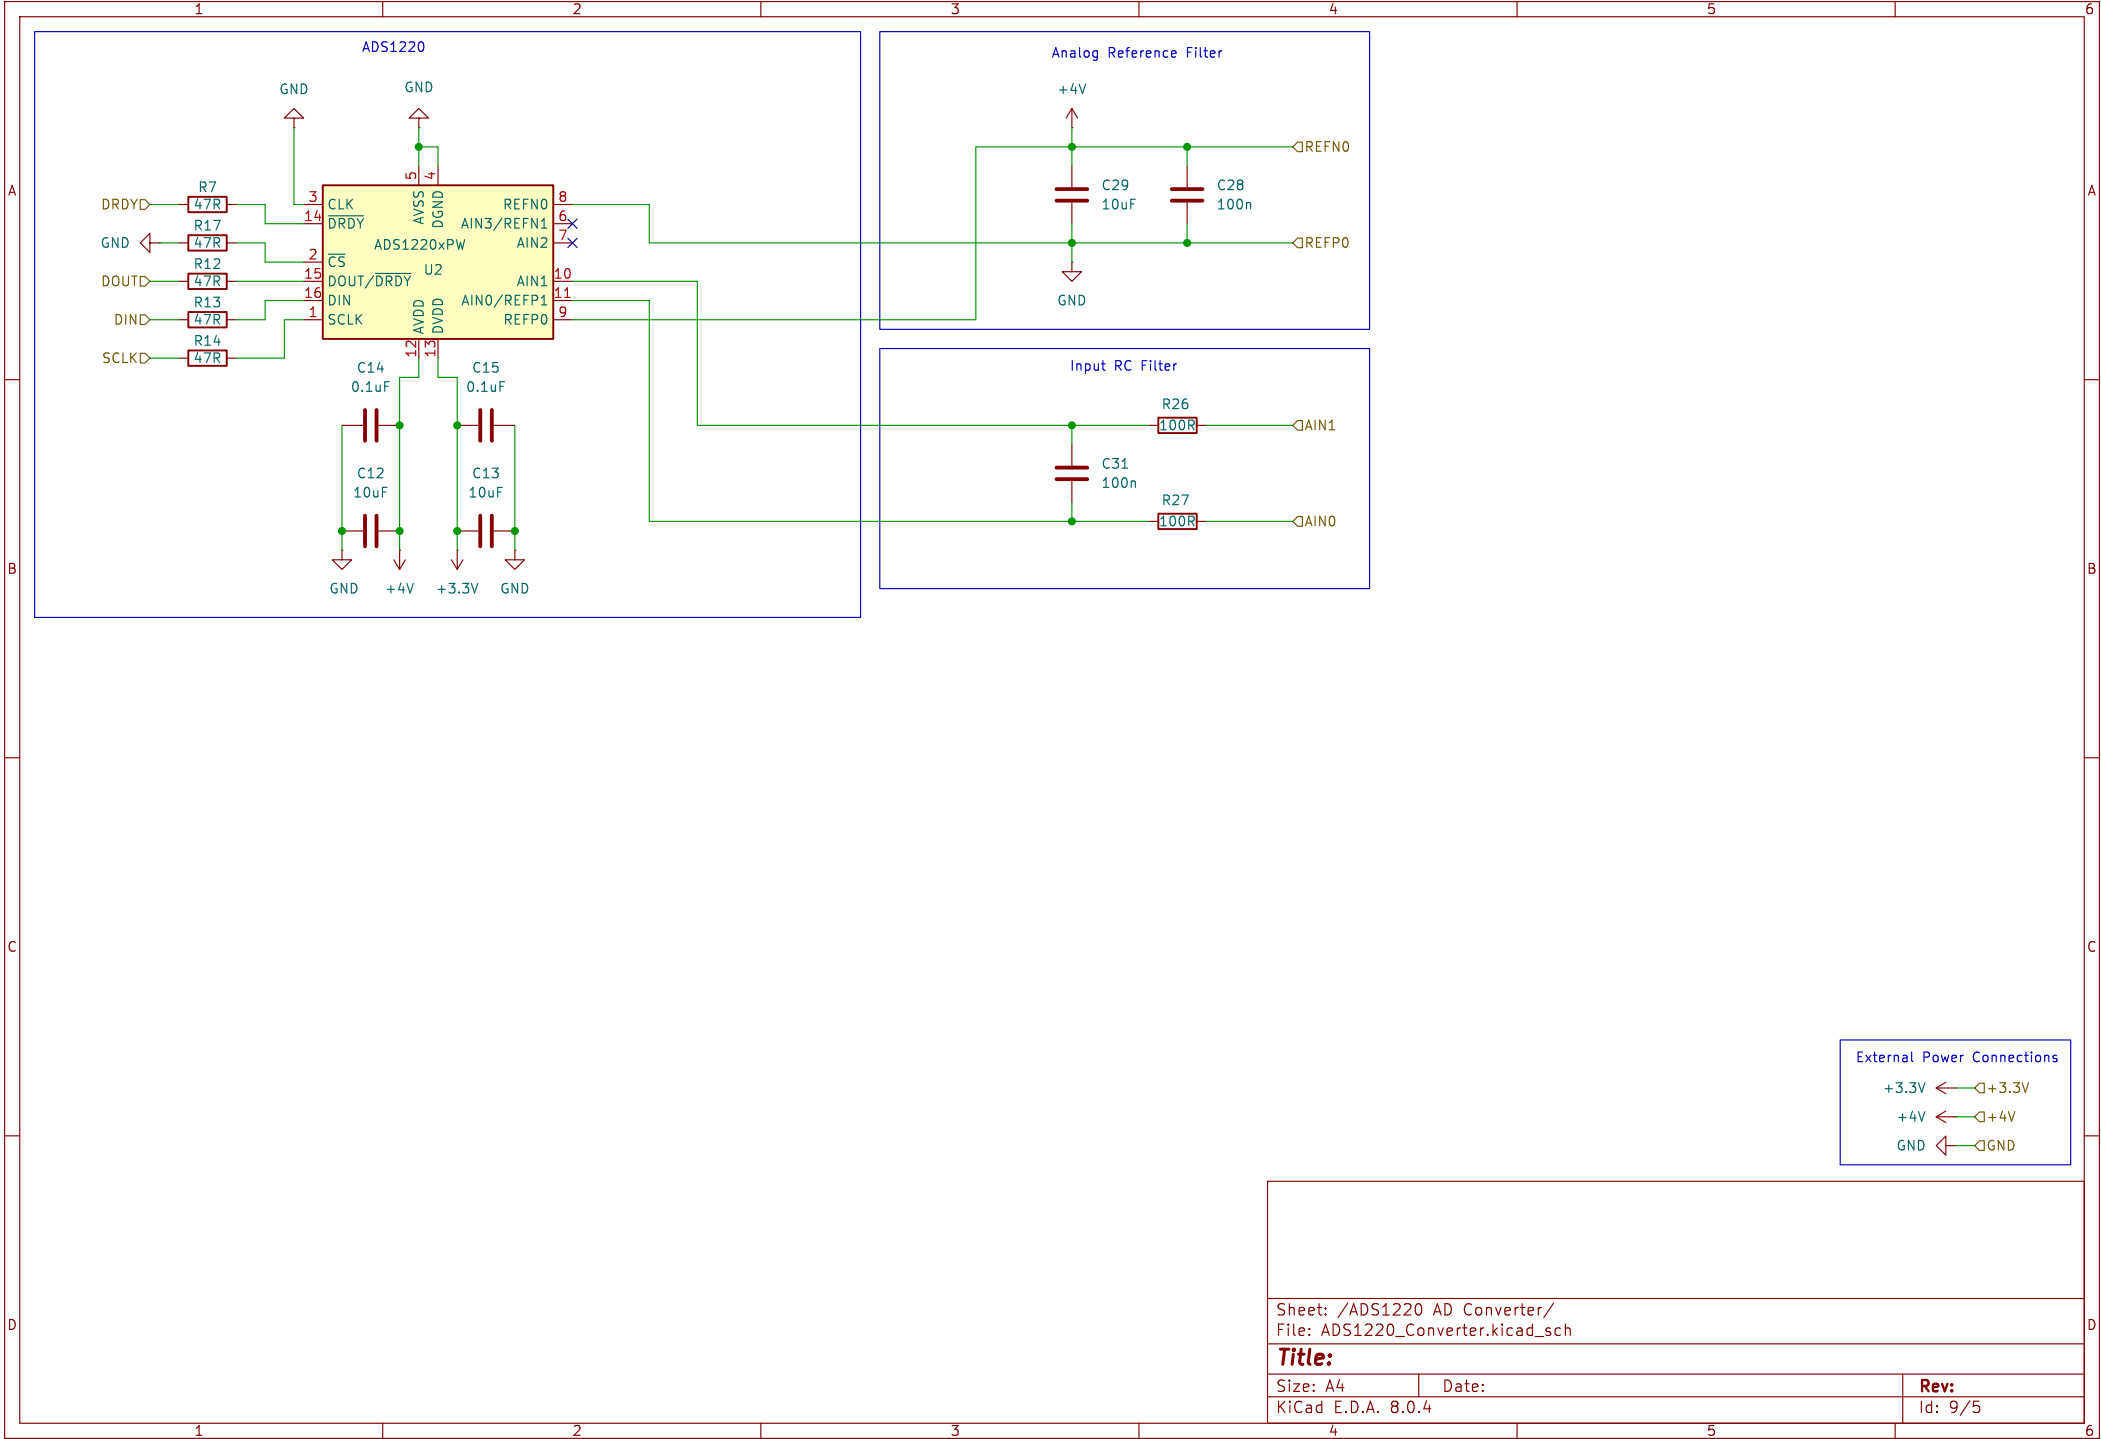 1 2 3 4 5 6
A
B
C
D
A
B
C
D
1 2 3 4 5 6
ADS1220
GND
GND
DRDY
R7
47R
GND
R17
47R
DOUT
R12
47R
DIN
R13
47R
SCLK
R14
47R
3
14
2
15
16
1
CLK
DRDY
CS
DOUT/DRDY
DIN
SCLK
5
4
AVSS
DGND
ADS1220xPW
U2
AVDD
DVDD
12
13
REFN0
AIN3/REFN1
AIN2
AIN1
AIN0/REFP1
REFP0
8
6
7
10
11
9
C14
0.1uF
C15
0.1uF
C12
10uF
C13
10uF
GND
+4V
+3.3V
GND
Analog Reference Filter
+4V
REFN0
C29
10uF
C28
100n
REFP0
GND
Input RC Filter
R26
100R
AIN1
C31
100n
R27
100R
AIN0
External Power Connections
+3.3V +3.3V
+4V +4V
GND GND
Sheet: /ADS1220 AD Converter/
File: ADS1220_Converter.kicad_sch
Title:
Size: A4 Date: Rev:
KiCad E.D.A. 8.0.4 Id: 9/5